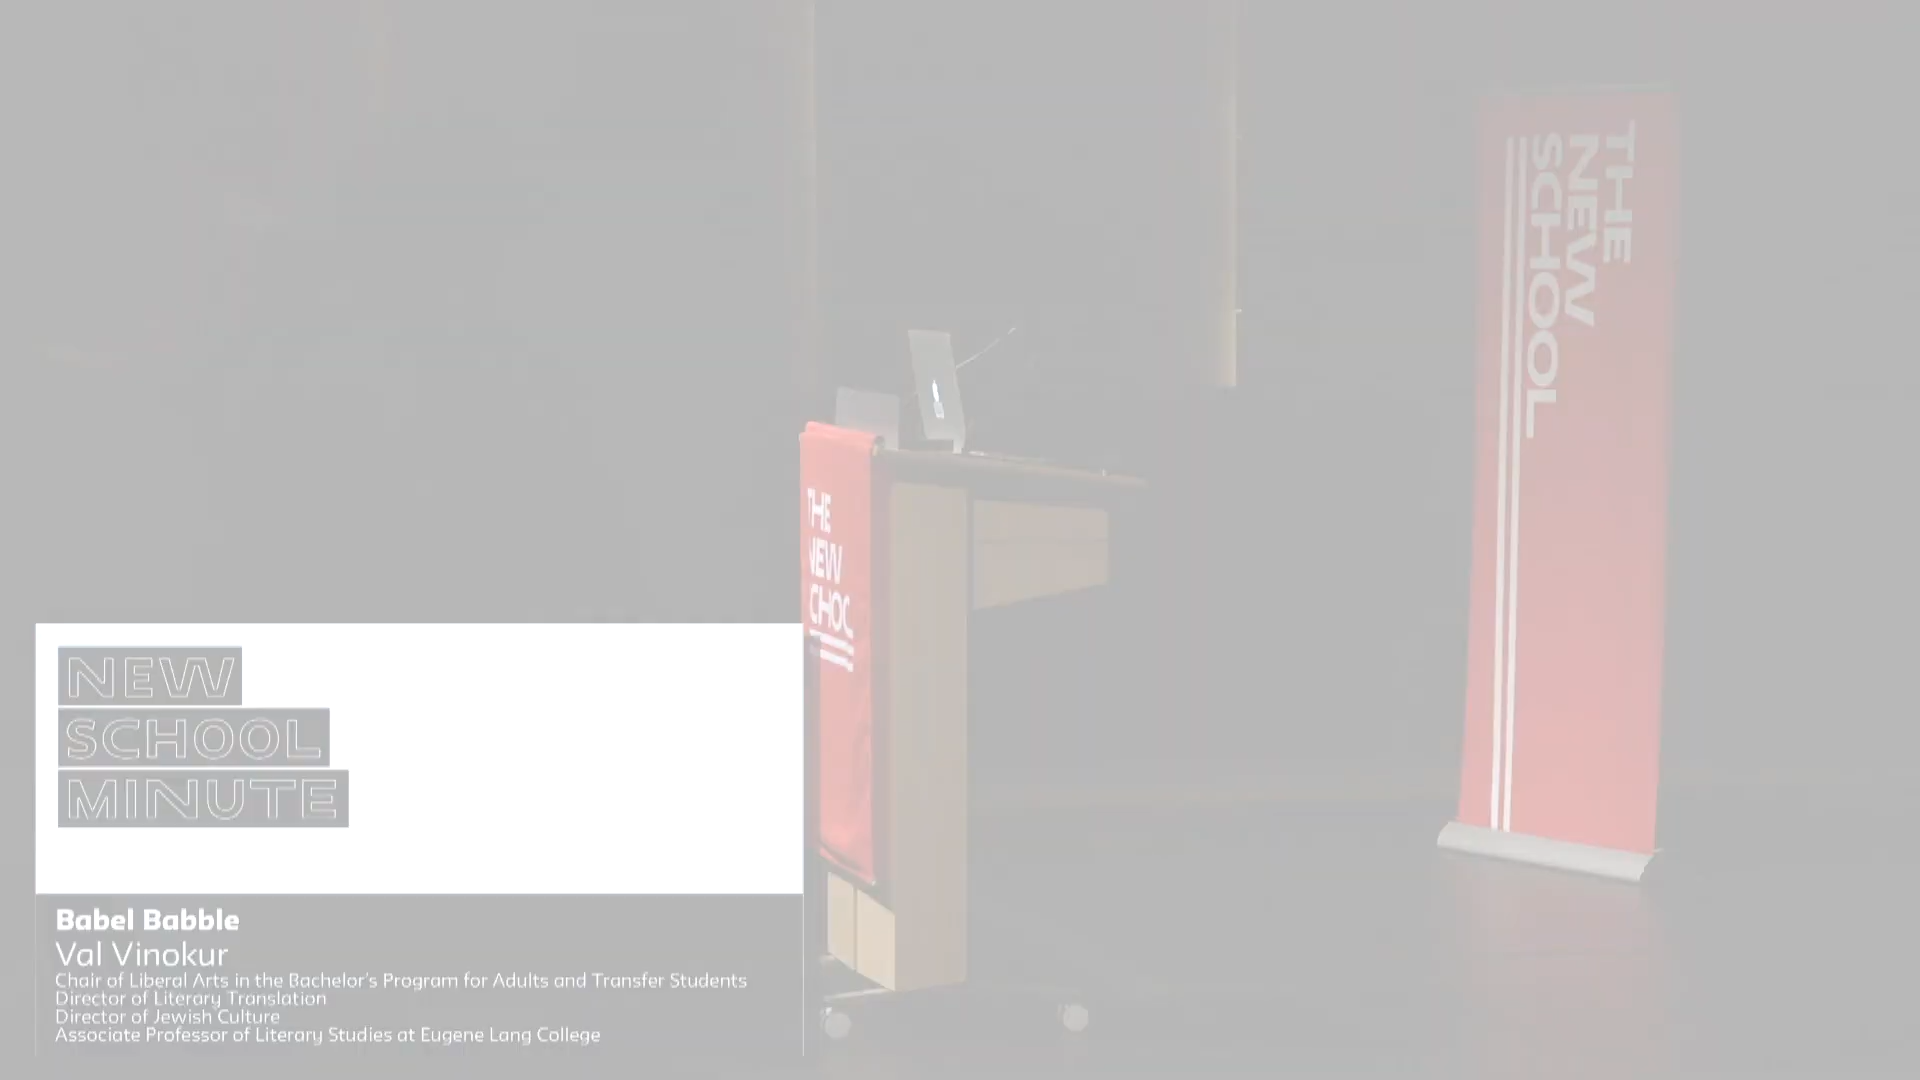 THE
NEW
SCHOOL
THE
NEW
CHOC
NEW
SCHOOL
MINUTE
Babel Babble
Val Vinokur
Chair of Liberal Arts in the Bachelor's Program for Adults and Transfer Students
Director of Literary Translation
Director of Jewish Culture
Associate Professor of Literary Studies at Eugene Lang College